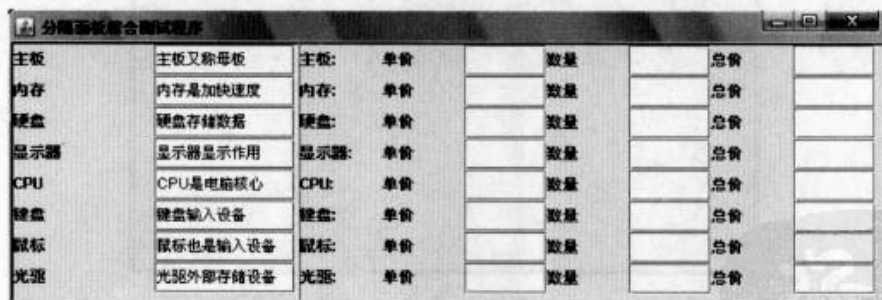 分隔面板组合测试程序
主板 主板又称母板 主板: 单价 数量 总价
内存 内存是加快速度 内存: 单价 数量 总价
硬盘 硬盘存储数据 硬盘: 单价 数量 总价
显示器 显示器显示作用 显示器: 单价 数量 总价
CPU CPU是电脑核心 CPU: 单价 数量 总价
键盘 键盘输入设备 键盘: 单价 数量 总价
鼠标 鼠标也是输入设备 鼠标: 单价 数量 总价
光驱 光驱外部存储设备 光驱: 单价 数量 总价